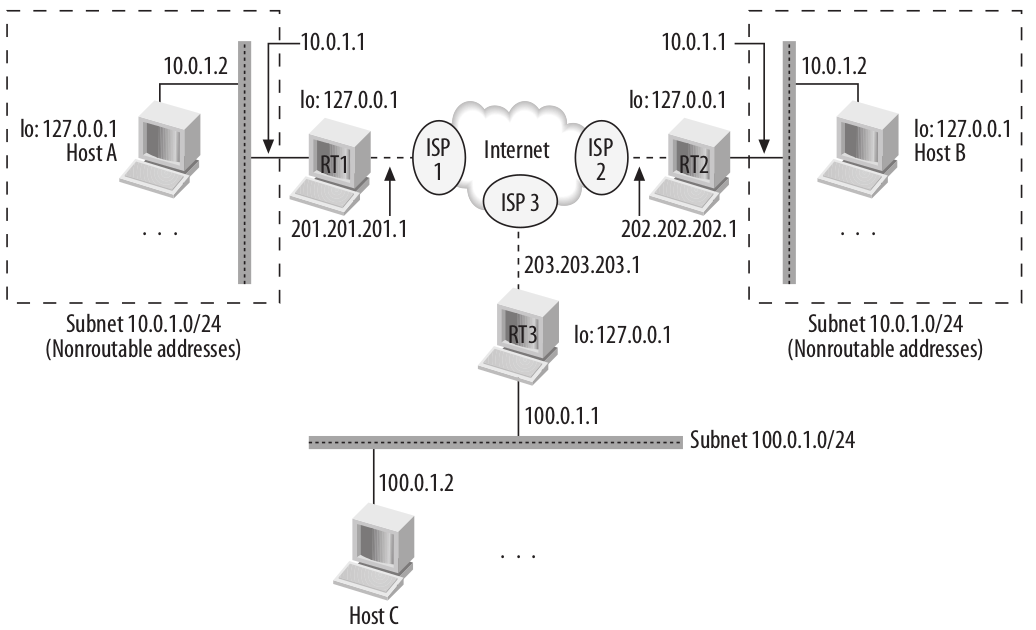 10.0.1.1
10.0.1.1
10.0.1.2
10.0.1.2
lo: 127.0.0.1
lo: 127.0.0.1
lo: 127.0.0.1
Host A
lo: 127.0.0.1
Host B
RT1
ISP
1
Internet
ISP
2
RT2
ISP 3
. . .
. . .
201.201.201.1
202.202.202.1
203.203.203.1
Subnet 10.0.1.0/24
(Nonroutable addresses)
Subnet 10.0.1.0/24
(Nonroutable addresses)
RT3
lo: 127.0.0.1
100.0.1.1
Subnet 100.0.1.0/24
100.0.1.2
. . .
Host C